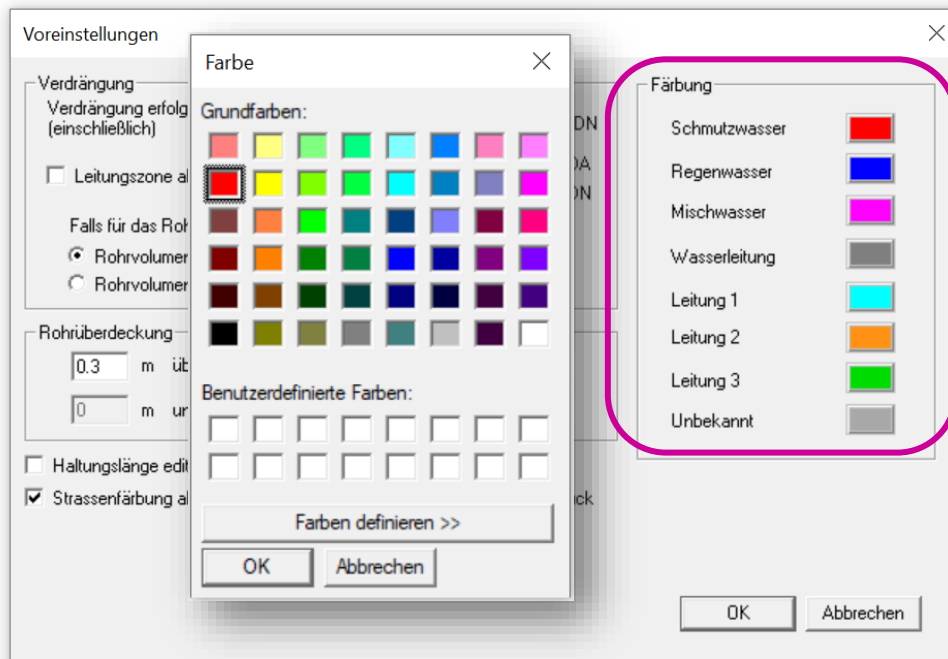 Voreinstellungen
Verdrängung
Verdrängung erfolg
(einschließlich)
DN
Leitungszone al
DA
DN
Falls für das Roh
Rohrvolumen
Rohrvolumen
Rohrüberdeckung
0.3 m üb
0 m un
Haltungslänge edit
Strassenfärbung al
ck
Farbe
Grundfarben:
Benutzerdefinierte Farben:
Farben definieren >>
OK
Abbrechen
Färbung
Schmutzwasser
Regenwasser
Mischwasser
Wasserleitung
Leitung 1
Leitung 2
Leitung 3
Unbekannt
OK
Abbrechen